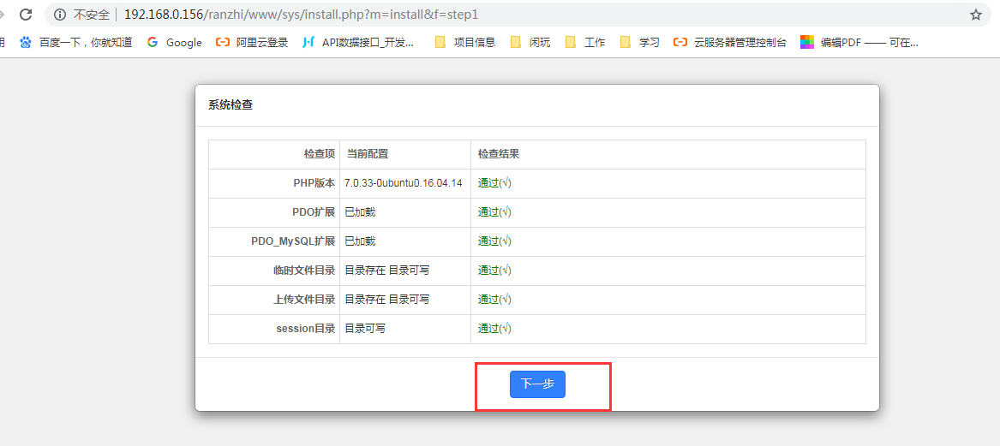 不安全 192.168.0.156/ranzhi/www/sys/install.php?m=install&f=step1
用 百度一下，你就知道 Google 阿里云登录 API数据接口_开发... 项目信息 闲玩 工作 学习 云服务器管理控制台 编辑PDF —— 可在...
系统检查
检查项 当前配置 检查结果
PHP版本 7.0.33-0ubuntu0.16.04.14 通过(√)
PDO扩展 已加载 通过(√)
PDO_MySQL扩展 已加载 通过(√)
临时文件目录 目录存在 目录可写 通过(√)
上传文件目录 目录存在 目录可写 通过(√)
session目录 目录可写 通过(√)
下一步